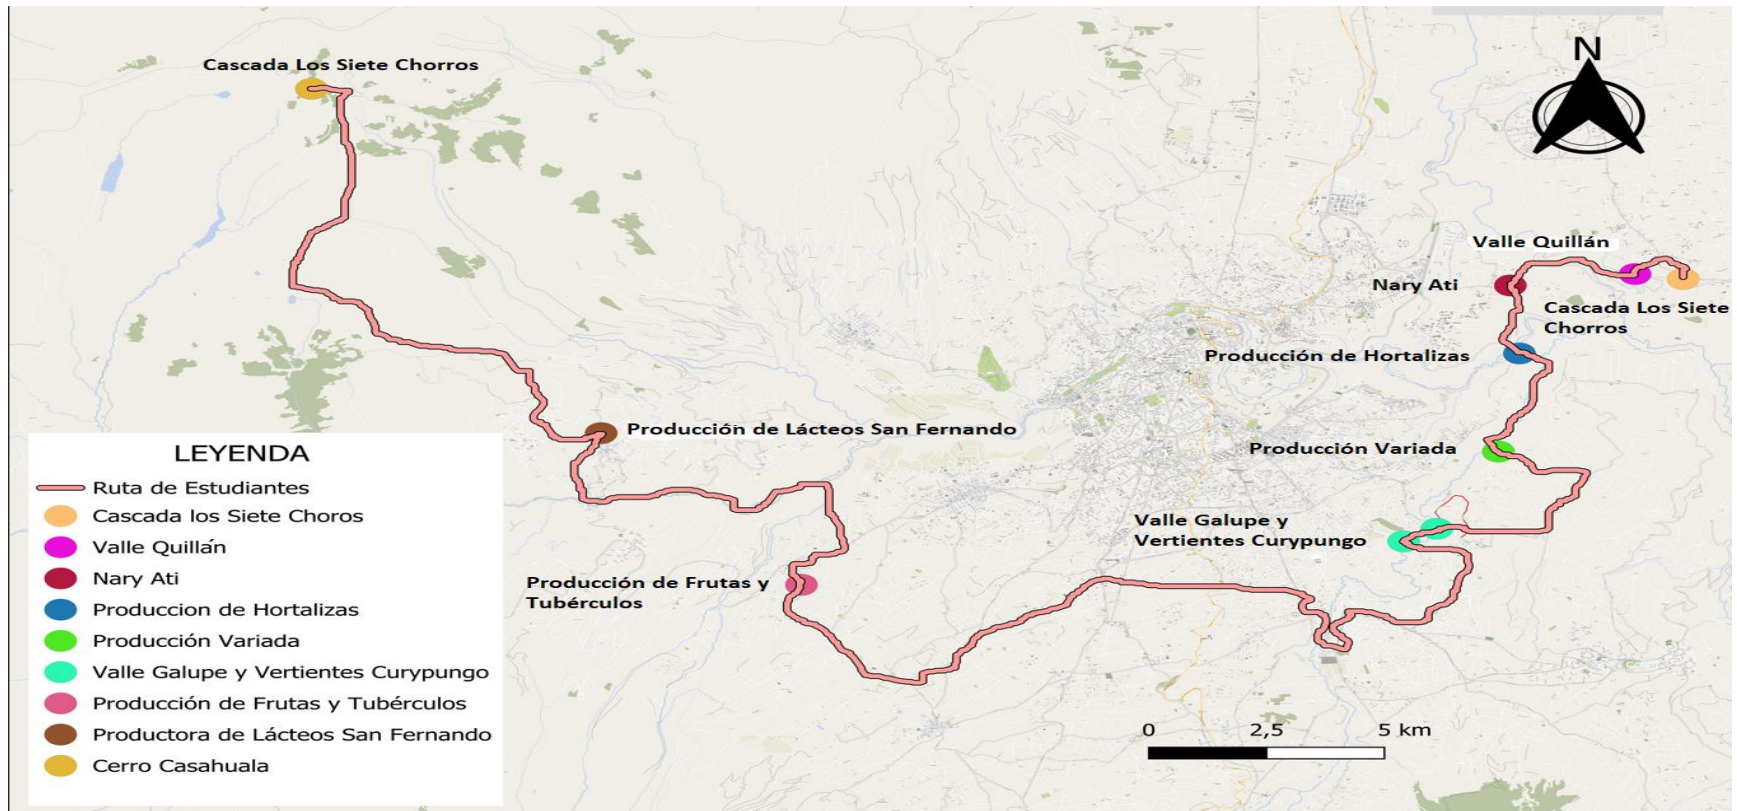 Cascada Los Siete Chorros
N
Valle Quillán
Nary Ati
Cascada Los Siete
Chorros
Producción de Hortalizas
Producción de Lácteos San Fernando
Producción Variada
Valle Galupe y
Vertientes Curypungo
Producción de Frutas y
Tubérculos
LEYENDA
Ruta de Estudiantes
Cascada los Siete Choros
Valle Quillán
Nary Ati
Produccion de Hortalizas
Producción Variada
Valle Galupe y Vertientes Curypungo
Producción de Frutas y Tubérculos
Productora de Lácteos San Fernando
Cerro Casahuala
0 2,5 5 km